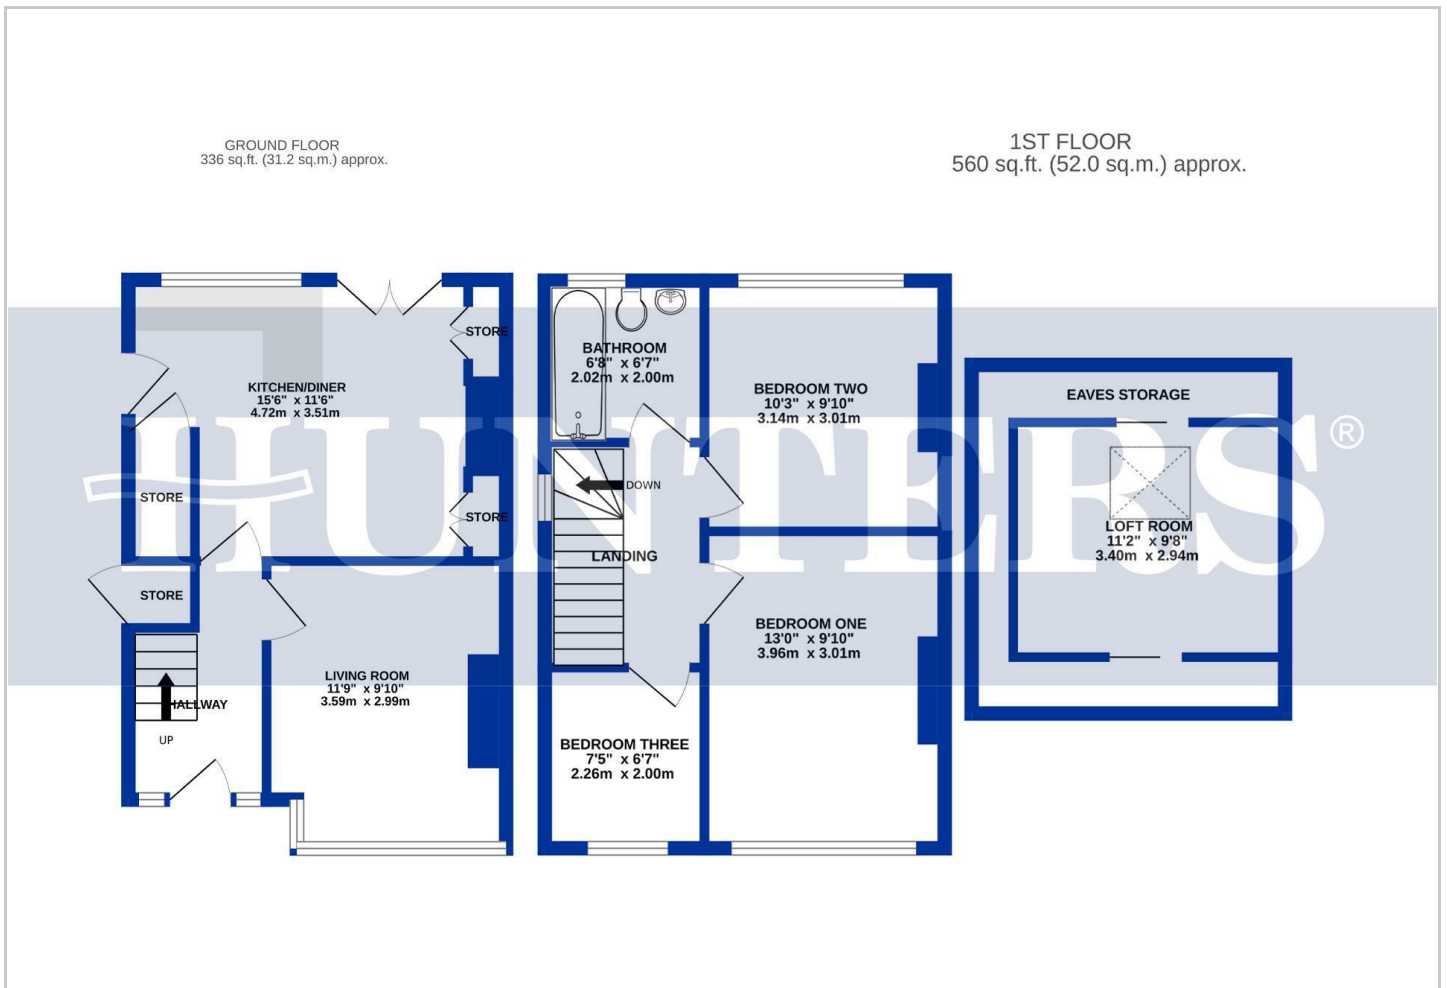 GROUND FLOOR
336 sq.ft. (31.2 sq.m.) approx.
1ST FLOOR
560 sq.ft. (52.0 sq.m.) approx.
STORE
KITCHEN/DINER
15'6" x 11'6"
4.72m x 3.51m
STORE
STORE
STORE
LIVING ROOM
11'9" x 9'10"
3.59m x 2.99m
HALLWAY
UP
BATHROOM
6'8" x 6'7"
2.02m x 2.00m
BEDROOM TWO
10'3" x 9'10"
3.14m x 3.01m
DOWN
LANDING
BEDROOM ONE
13'0" x 9'10"
3.96m x 3.01m
BEDROOM THREE
7'5" x 6'7"
2.26m x 2.00m
EAVES STORAGE
LOFT ROOM
11'2" x 9'8"
3.40m x 2.94m
HUNTERS®